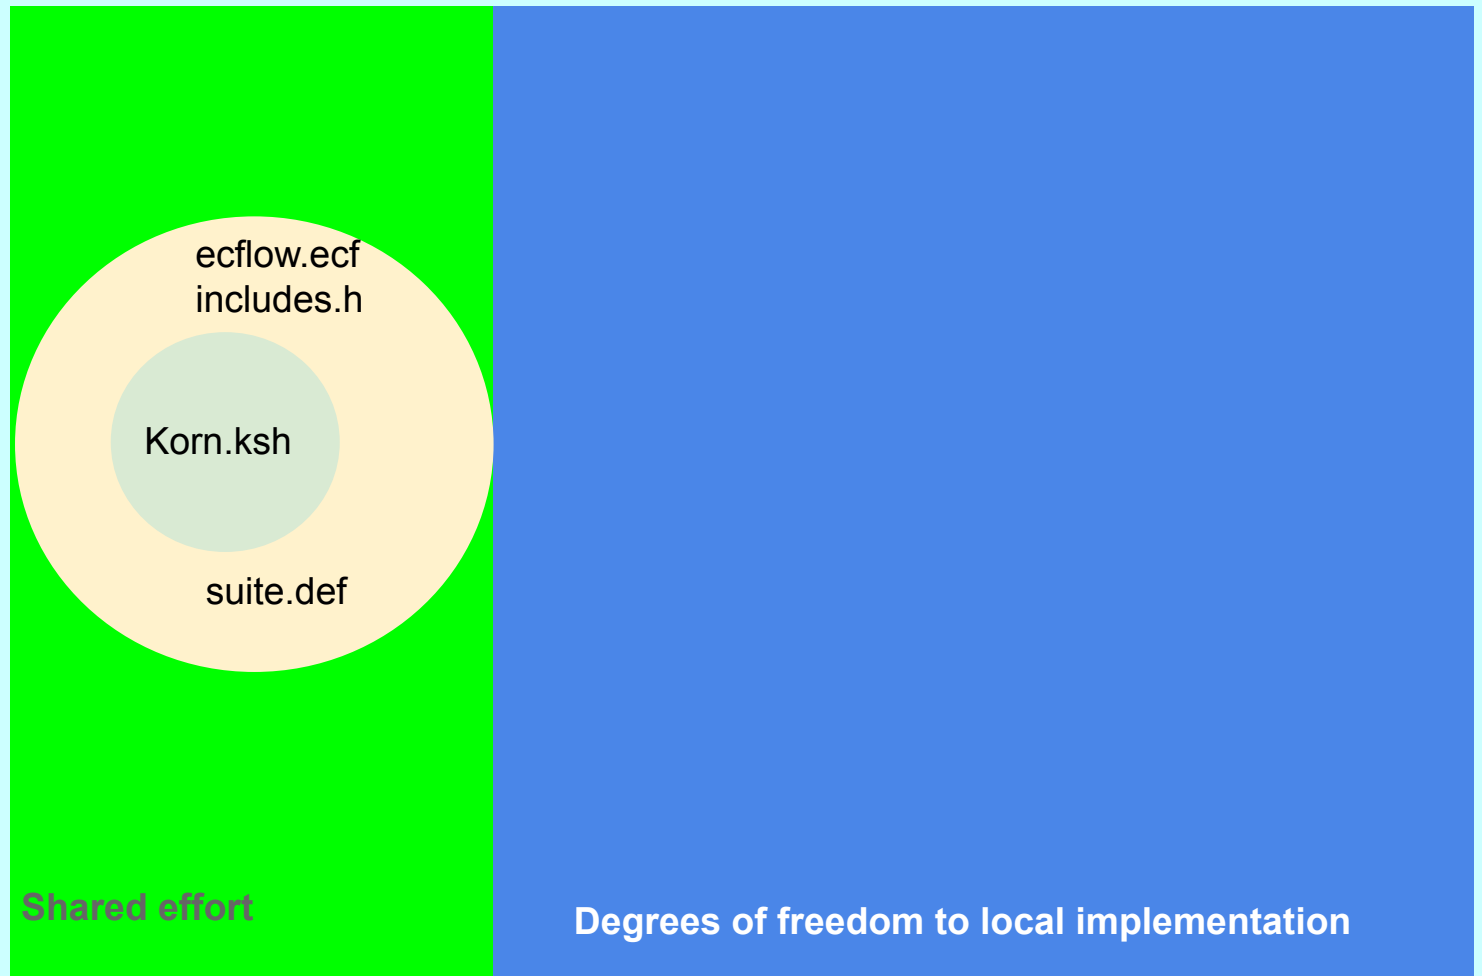 ecflow.ecf
includes.h
Korn.ksh
suite.def
Shared effort
Degrees of freedom to local implementation